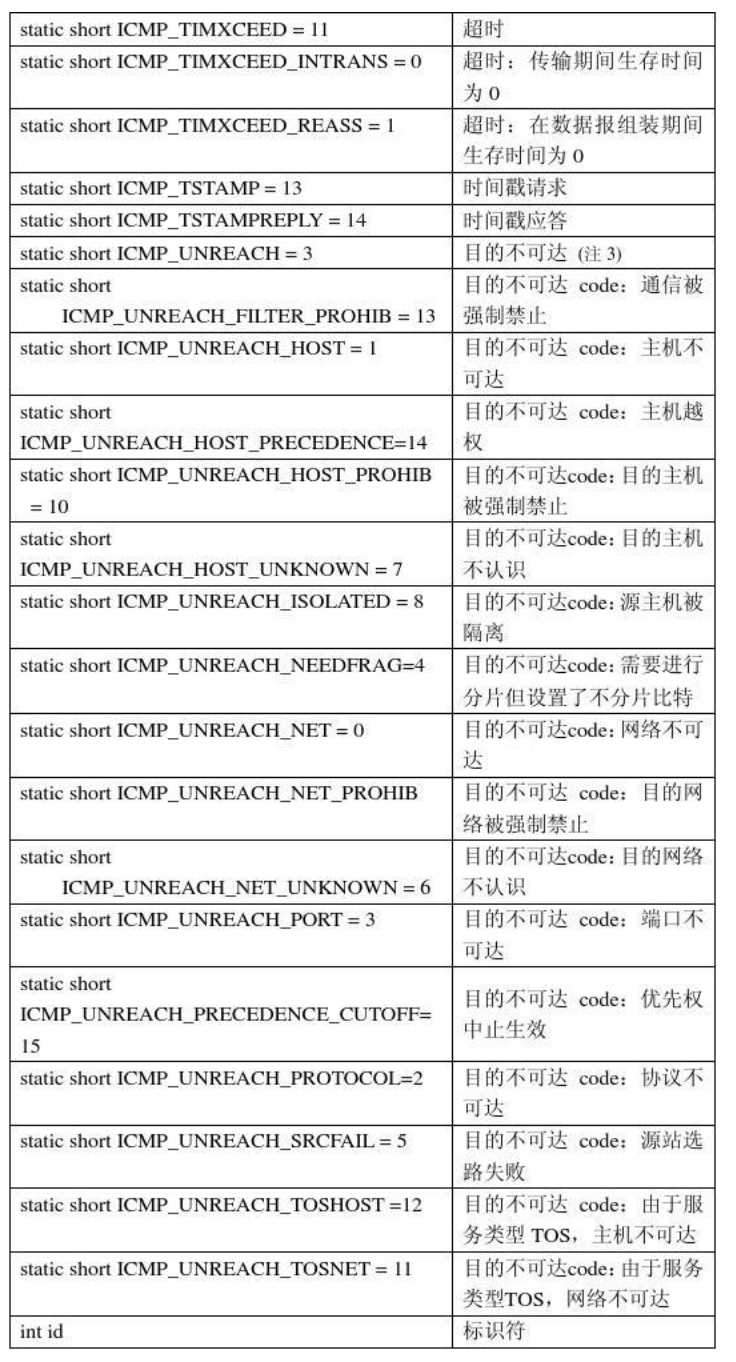 static short ICMP_TIMXCEED = 11
超时
static short ICMP_TIMXCEED_INTRANS = 0
超时：传输期间生存时间
为 0
static short ICMP_TIMXCEED_REASS = 1
超时：在数据报组装期间
生存时间为 0
static short ICMP_TSTAMP = 13
时间戳请求
static short ICMP_TSTAMPREPLY = 14
时间戳应答
static short ICMP_UNREACH = 3
目的不可达 (注 3)
static short
ICMP_UNREACH_FILTER_PROHIB = 13
目的不可达 code：通信被
强制禁止
static short ICMP_UNREACH_HOST = 1
目的不可达 code：主机不
可达
static short
ICMP_UNREACH_HOST_PRECEDENCE=14
目的不可达 code：主机越
权
static short ICMP_UNREACH_HOST_PROHIB
= 10
目的不可达code：目的主机
被强制禁止
static short
ICMP_UNREACH_HOST_UNKNOWN = 7
目的不可达code：目的主机
不认识
static short ICMP_UNREACH_ISOLATED = 8
目的不可达code：源主机被
隔离
static short ICMP_UNREACH_NEEDFRAG=4
目的不可达code：需要进行
分片但设置了不分片比特
static short ICMP_UNREACH_NET = 0
目的不可达code：网络不可
达
static short ICMP_UNREACH_NET_PROHIB
目的不可达 code：目的网
络被强制禁止
static short
ICMP_UNREACH_NET_UNKNOWN = 6
目的不可达code：目的网络
不认识
static short ICMP_UNREACH_PORT = 3
目的不可达 code：端口不
可达
static short
ICMP_UNREACH_PRECEDENCE_CUTOFF=
15
目的不可达 code：优先权
中止生效
static short ICMP_UNREACH_PROTOCOL=2
目的不可达 code：协议不
可达
static short ICMP_UNREACH_SRCFAIL = 5
目的不可达 code：源站选
路失败
static short ICMP_UNREACH_TOSHOST =12
目的不可达 code：由于服
务类型 TOS，主机不可达
static short ICMP_UNREACH_TOSNET = 11
目的不可达code：由于服务
类型TOS，网络不可达
int id
标识符